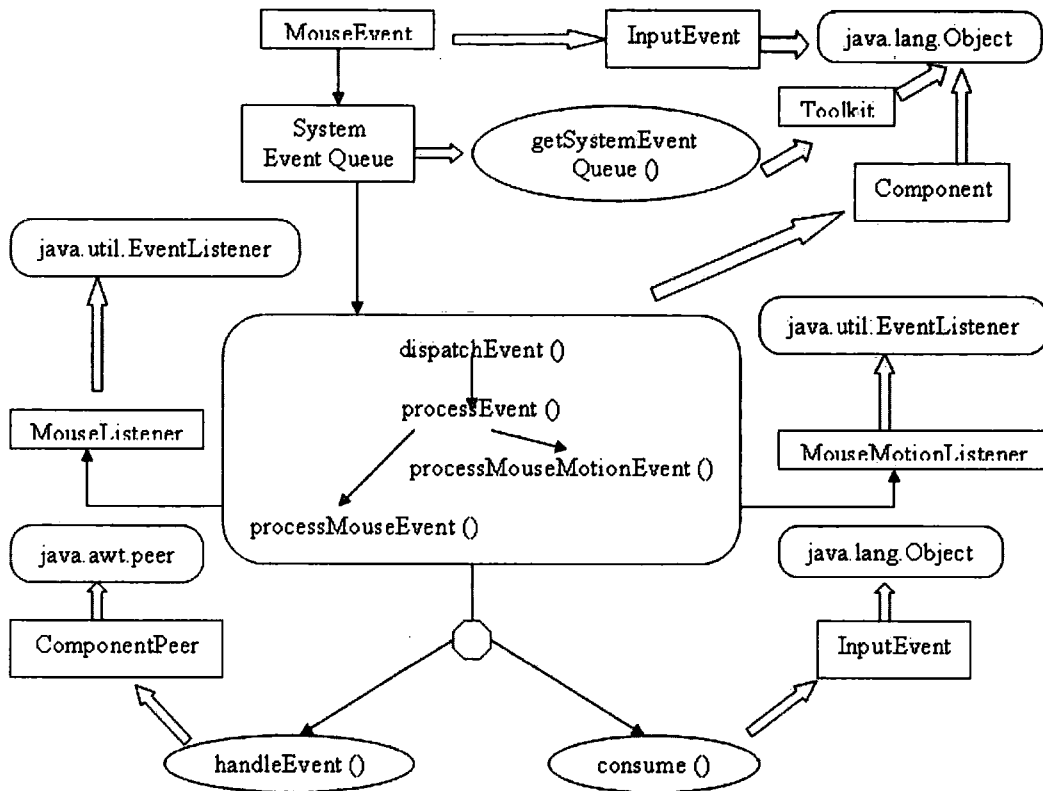 MouseEvent
InputEvent
java.lang.Object
Toolkit
System
Event Queue
getSystemEvent
Queue ()
Component
java.util.EventListener
java.util.EventListener
dispatchEvent ()
processEvent ()
MouseListener
processMouseMotionEvent ()
MouseMotionListener
processMouseEvent ()
java.awt.peer
java.lang.Object
ComponentPeer
InputEvent
handleEvent ()
consume ()